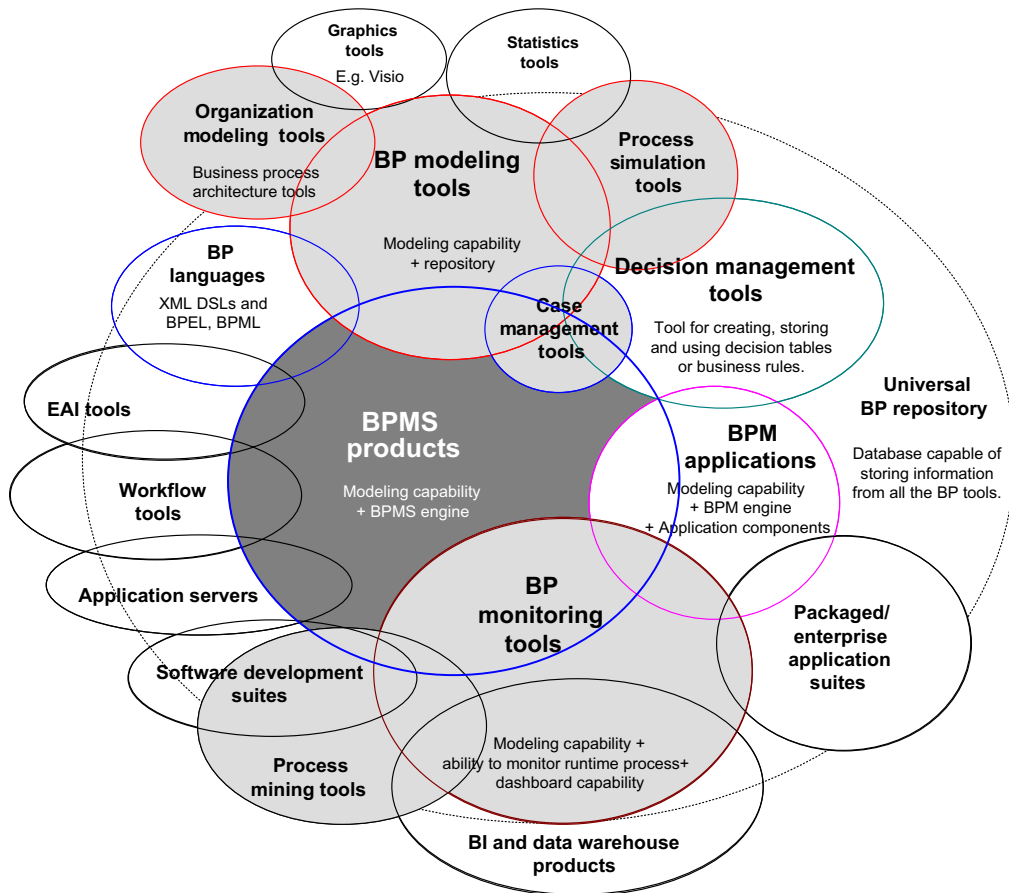 Graphics
tools
E.g. Visio
Statistics
tools
Organization
modeling tools
Business process
architecture tools
BP modeling
tools
Modeling capability
+ repository
Process
simulation
tools
BP
languages
XML DSLs and
BPEL, BPML
Case
management
tools
Decision management
tools
Tool for creating, storing
and using decision tables
or business rules.
Universal
BP repository
Database capable of
storing information
from all the BP tools.
EAI tools
BPMS
products
Modeling capability
+ BPMS engine
BPM
applications
Modeling capability
+ BPM engine
+ Application components
Workflow
tools
Application servers
BP
monitoring
tools
Modeling capability +
ability to monitor runtime process+
dashboard capability
Packaged/
enterprise
application
suites
Software development
suites
Process
mining tools
BI and data warehouse
products